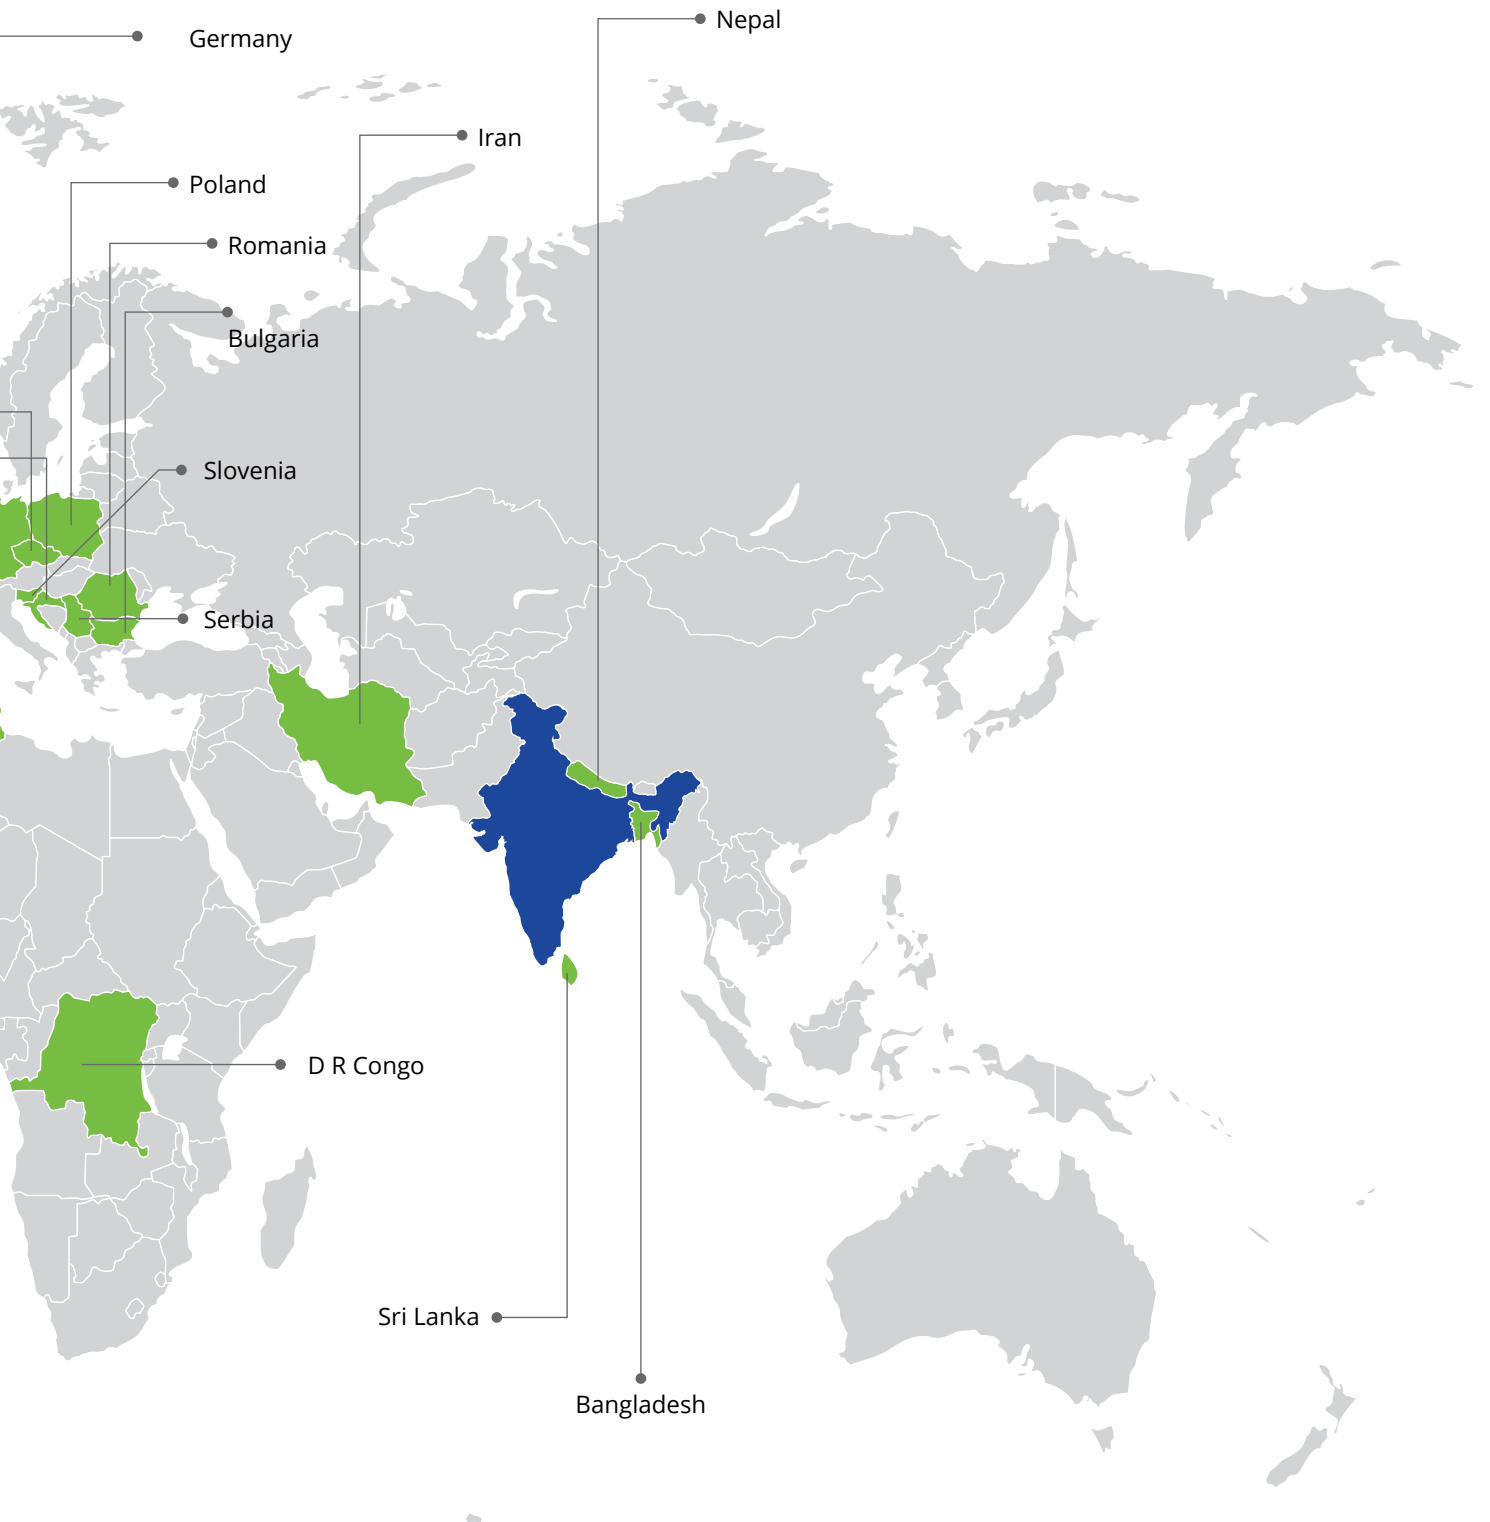 Nepal
Germany
Iran
Poland
Romania
Bulgaria
Slovenia
Serbia
D R Congo
Sri Lanka
Bangladesh